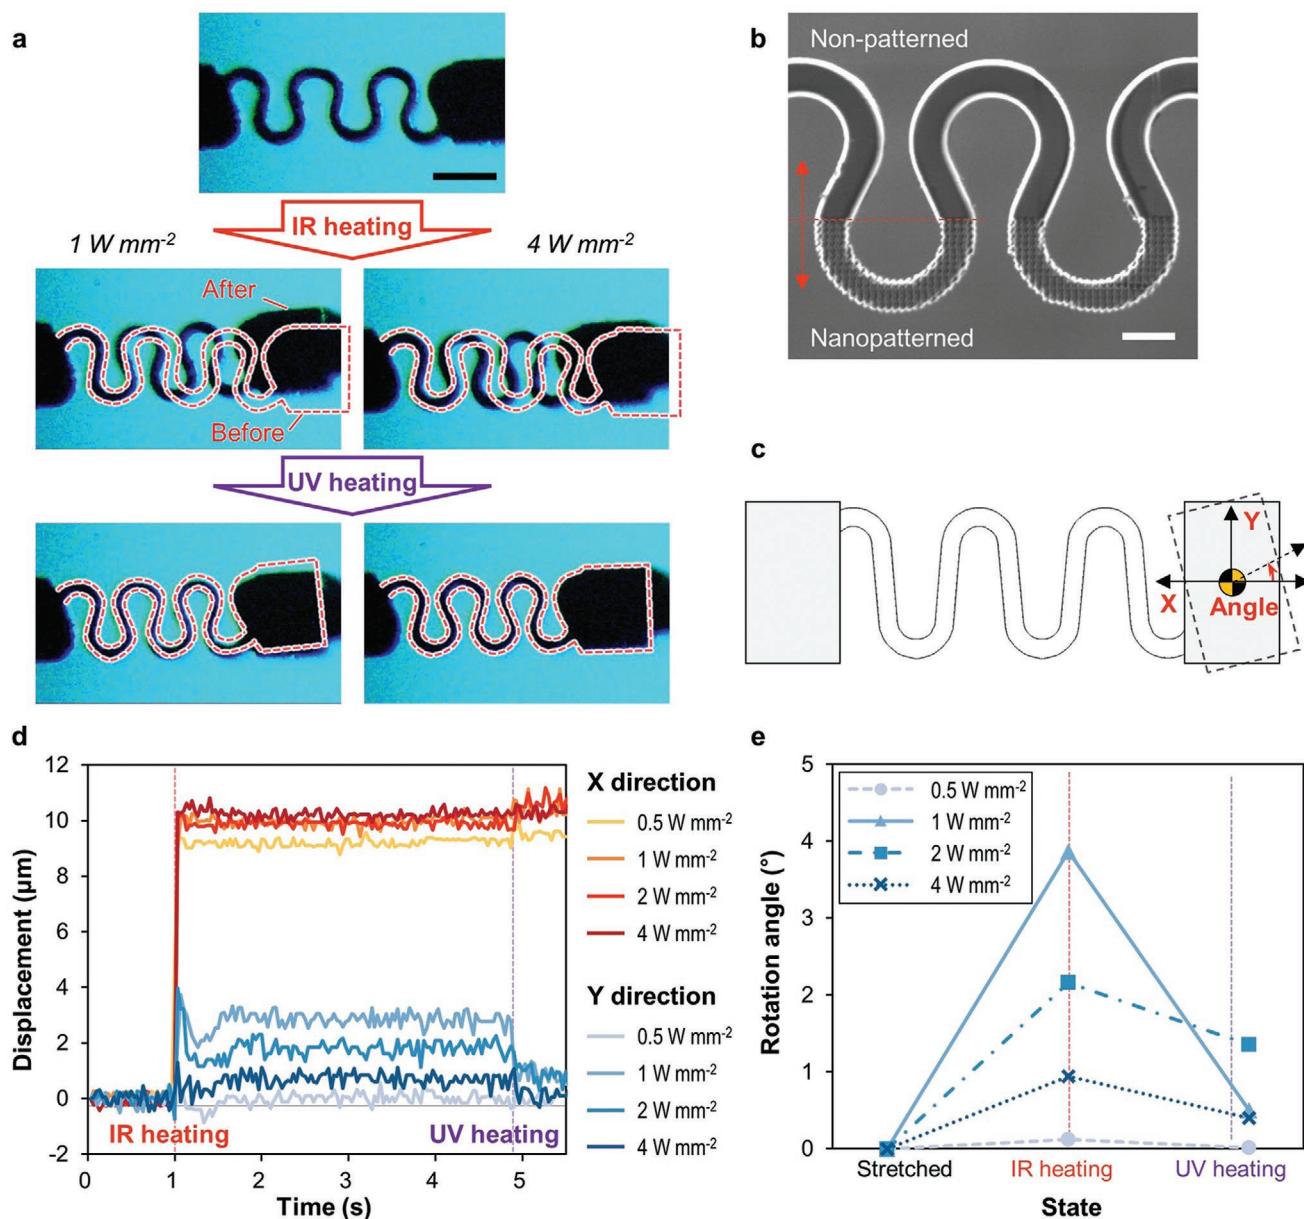 a
IR heating
1 W mm-2
4 W mm-2
After
Before
UV heating
b
Non-patterned
Nanopatterned
c
Y
X
Angle
d
12
10
8
6
4
2
0
-2
Displacement (µm)
IR heating
UV heating
0
1
2
3
4
5
Time (s)
X direction
0.5 W mm-2
1 W mm-2
2 W mm-2
4 W mm-2
Y direction
0.5 W mm-2
1 W mm-2
2 W mm-2
4 W mm-2
e
5
4
3
2
1
0
Rotation angle (°)
0.5 W mm-2
1 W mm-2
2 W mm-2
4 W mm-2
Stretched
IR heating
UV heating
State